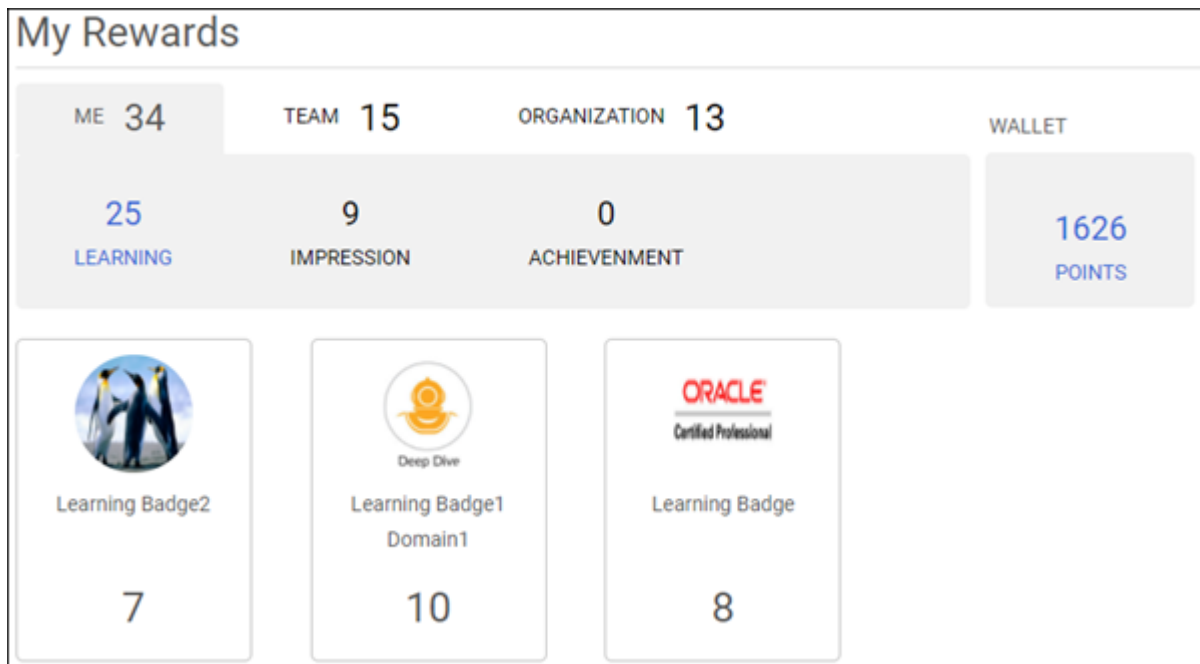 My Rewards
ME 34 TEAM 15 ORGANIZATION 13
WALLET
25 9 0
LEARNING IMPRESSION ACHIEVENMENT
1626
POINTS
Deep Dive
ORACLE
Certified Professional
Learning Badge2 Learning Badge1 Learning Badge
Domain1
7 10 8